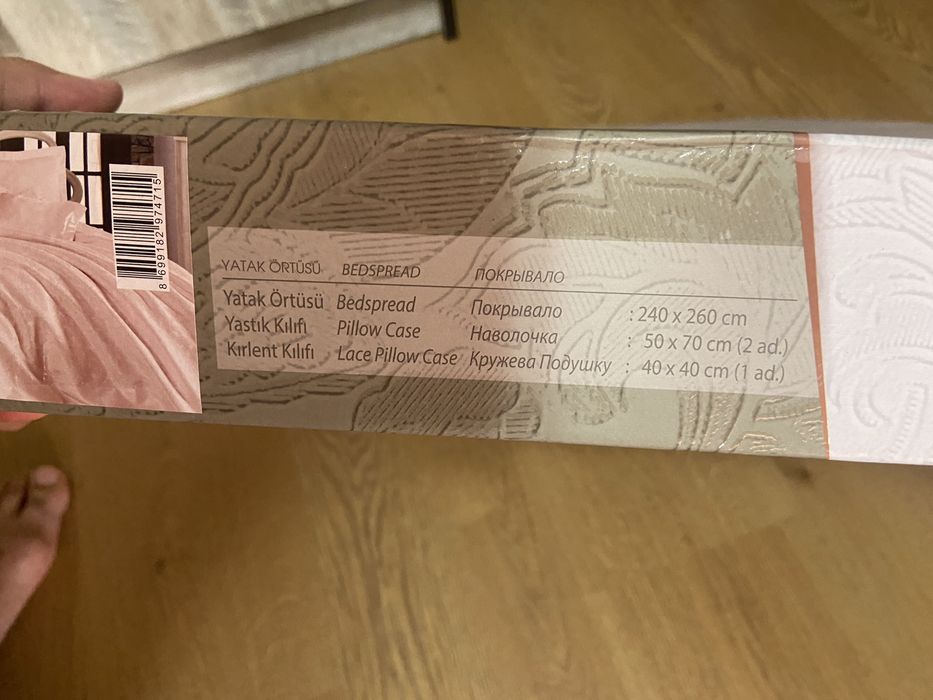 8 699182 974715
YATAK ÖRTÜSÜ BEDSPREAD ПОКРЫВАЛО
Yatak Örtüsü Bedspread Покрывало : 240 x 260 cm
Yastık Kılıfı Pillow Case Наволочка : 50 x 70 cm (2 ad.)
Kırlent Kılıfı Lace Pillow Case Кружева Подушку : 40 x 40 cm (1 ad.)